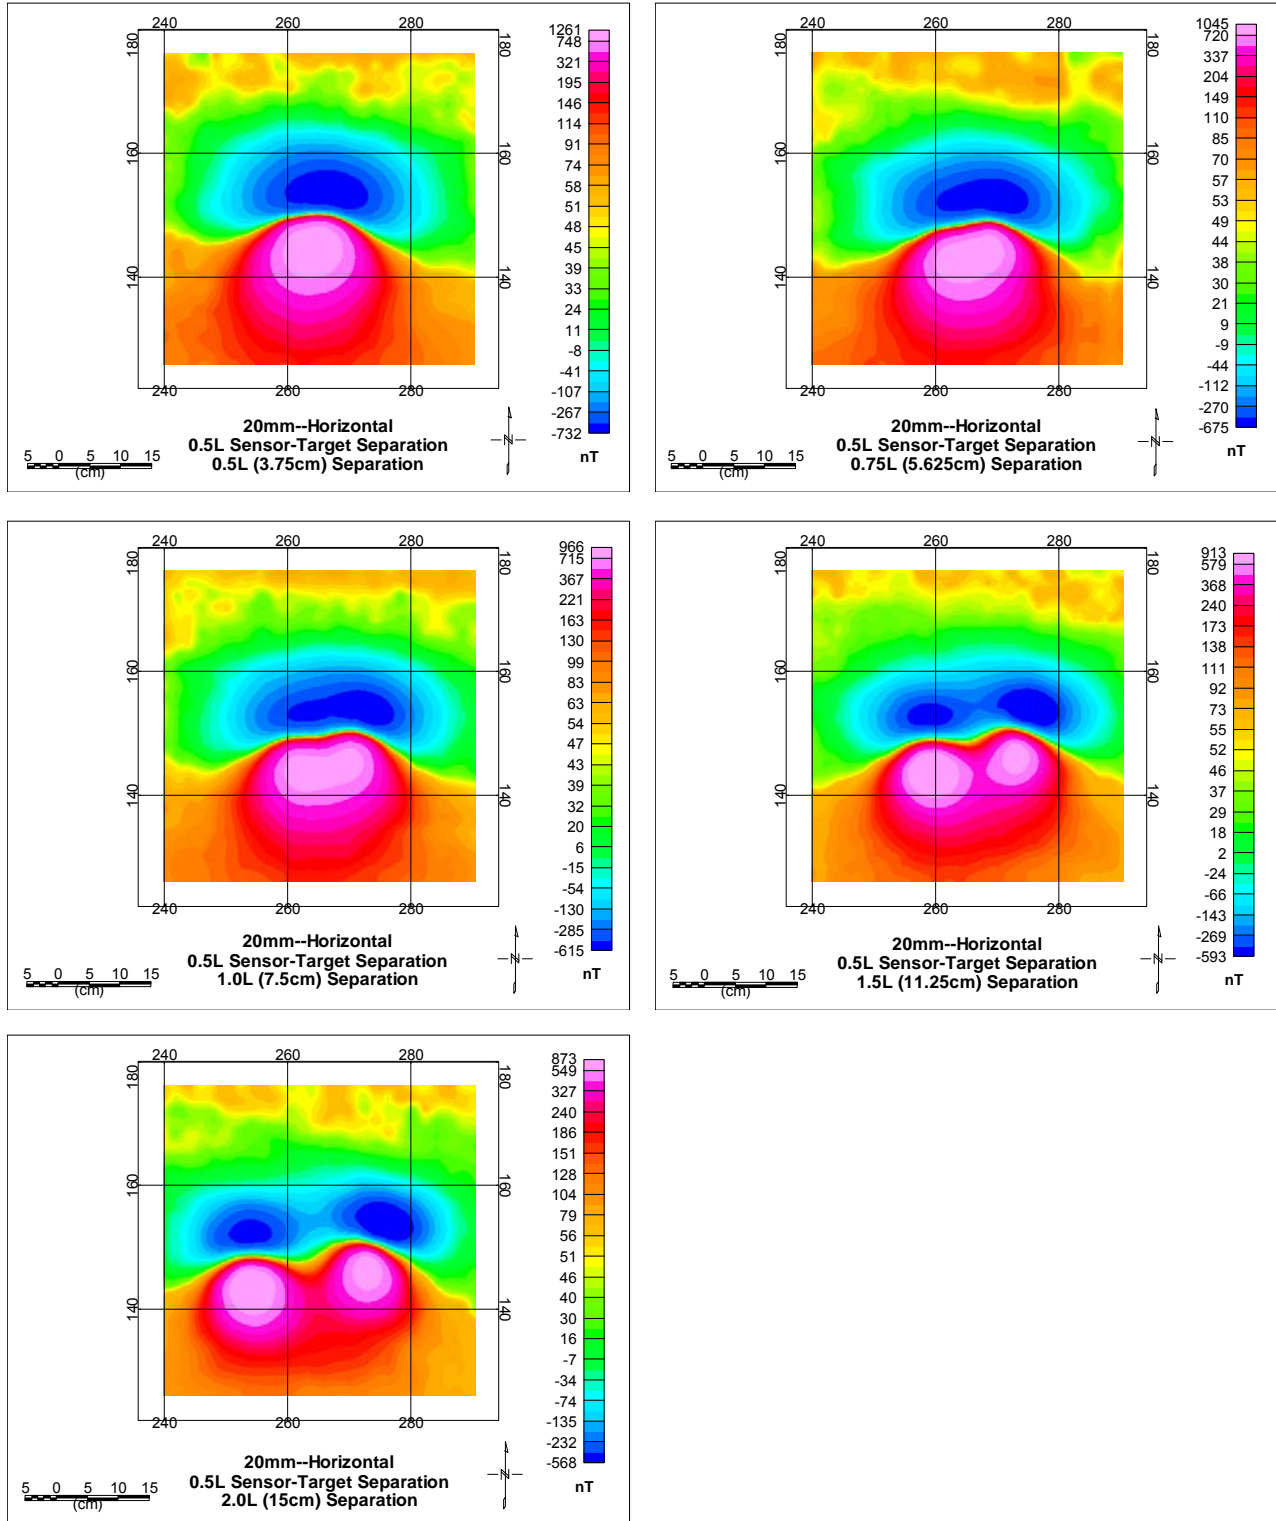 240 260 280
180 180
160
140
140
240 260 280
1261
748
321
195
146
114
91
74
58
51
48
45
39
33
24
11
-8
-41
-107
-267
-732
nT
20mm--Horizontal
0.5L Sensor-Target Separation
0.5L (3.75cm) Separation
5 0 5 10 15
(cm)
N
240 260 280
180 180
160
140
140
240 260 280
1045
720
337
204
149
110
85
70
57
53
49
44
38
30
21
9
-9
-44
-112
-270
-675
nT
20mm--Horizontal
0.5L Sensor-Target Separation
0.75L (5.625cm) Separation
5 0 5 10 15
(cm)
N
240 260 280
180 180
160
160
140
140
240 260 280
966
715
367
221
163
130
99
83
63
54
47
43
39
32
20
6
-15
-54
-130
-285
-615
nT
20mm--Horizontal
0.5L Sensor-Target Separation
1.0L (7.5cm) Separation
5 0 5 10 15
(cm)
N
240 260 280
180 180
160
160
140
140
240 260 280
913
579
368
240
173
138
111
92
73
55
52
46
37
29
18
2
-24
-66
-143
-269
-593
nT
20mm--Horizontal
0.5L Sensor-Target Separation
1.5L (11.25cm) Separation
5 0 5 10 15
(cm)
N
240 260 280
180 180
160
160
140
140
240 260 280
873
549
327
240
186
151
128
104
79
56
51
46
40
30
16
-7
-34
-74
-135
-232
-568
nT
20mm--Horizontal
0.5L Sensor-Target Separation
2.0L (15cm) Separation
5 0 5 10 15
(cm)
N